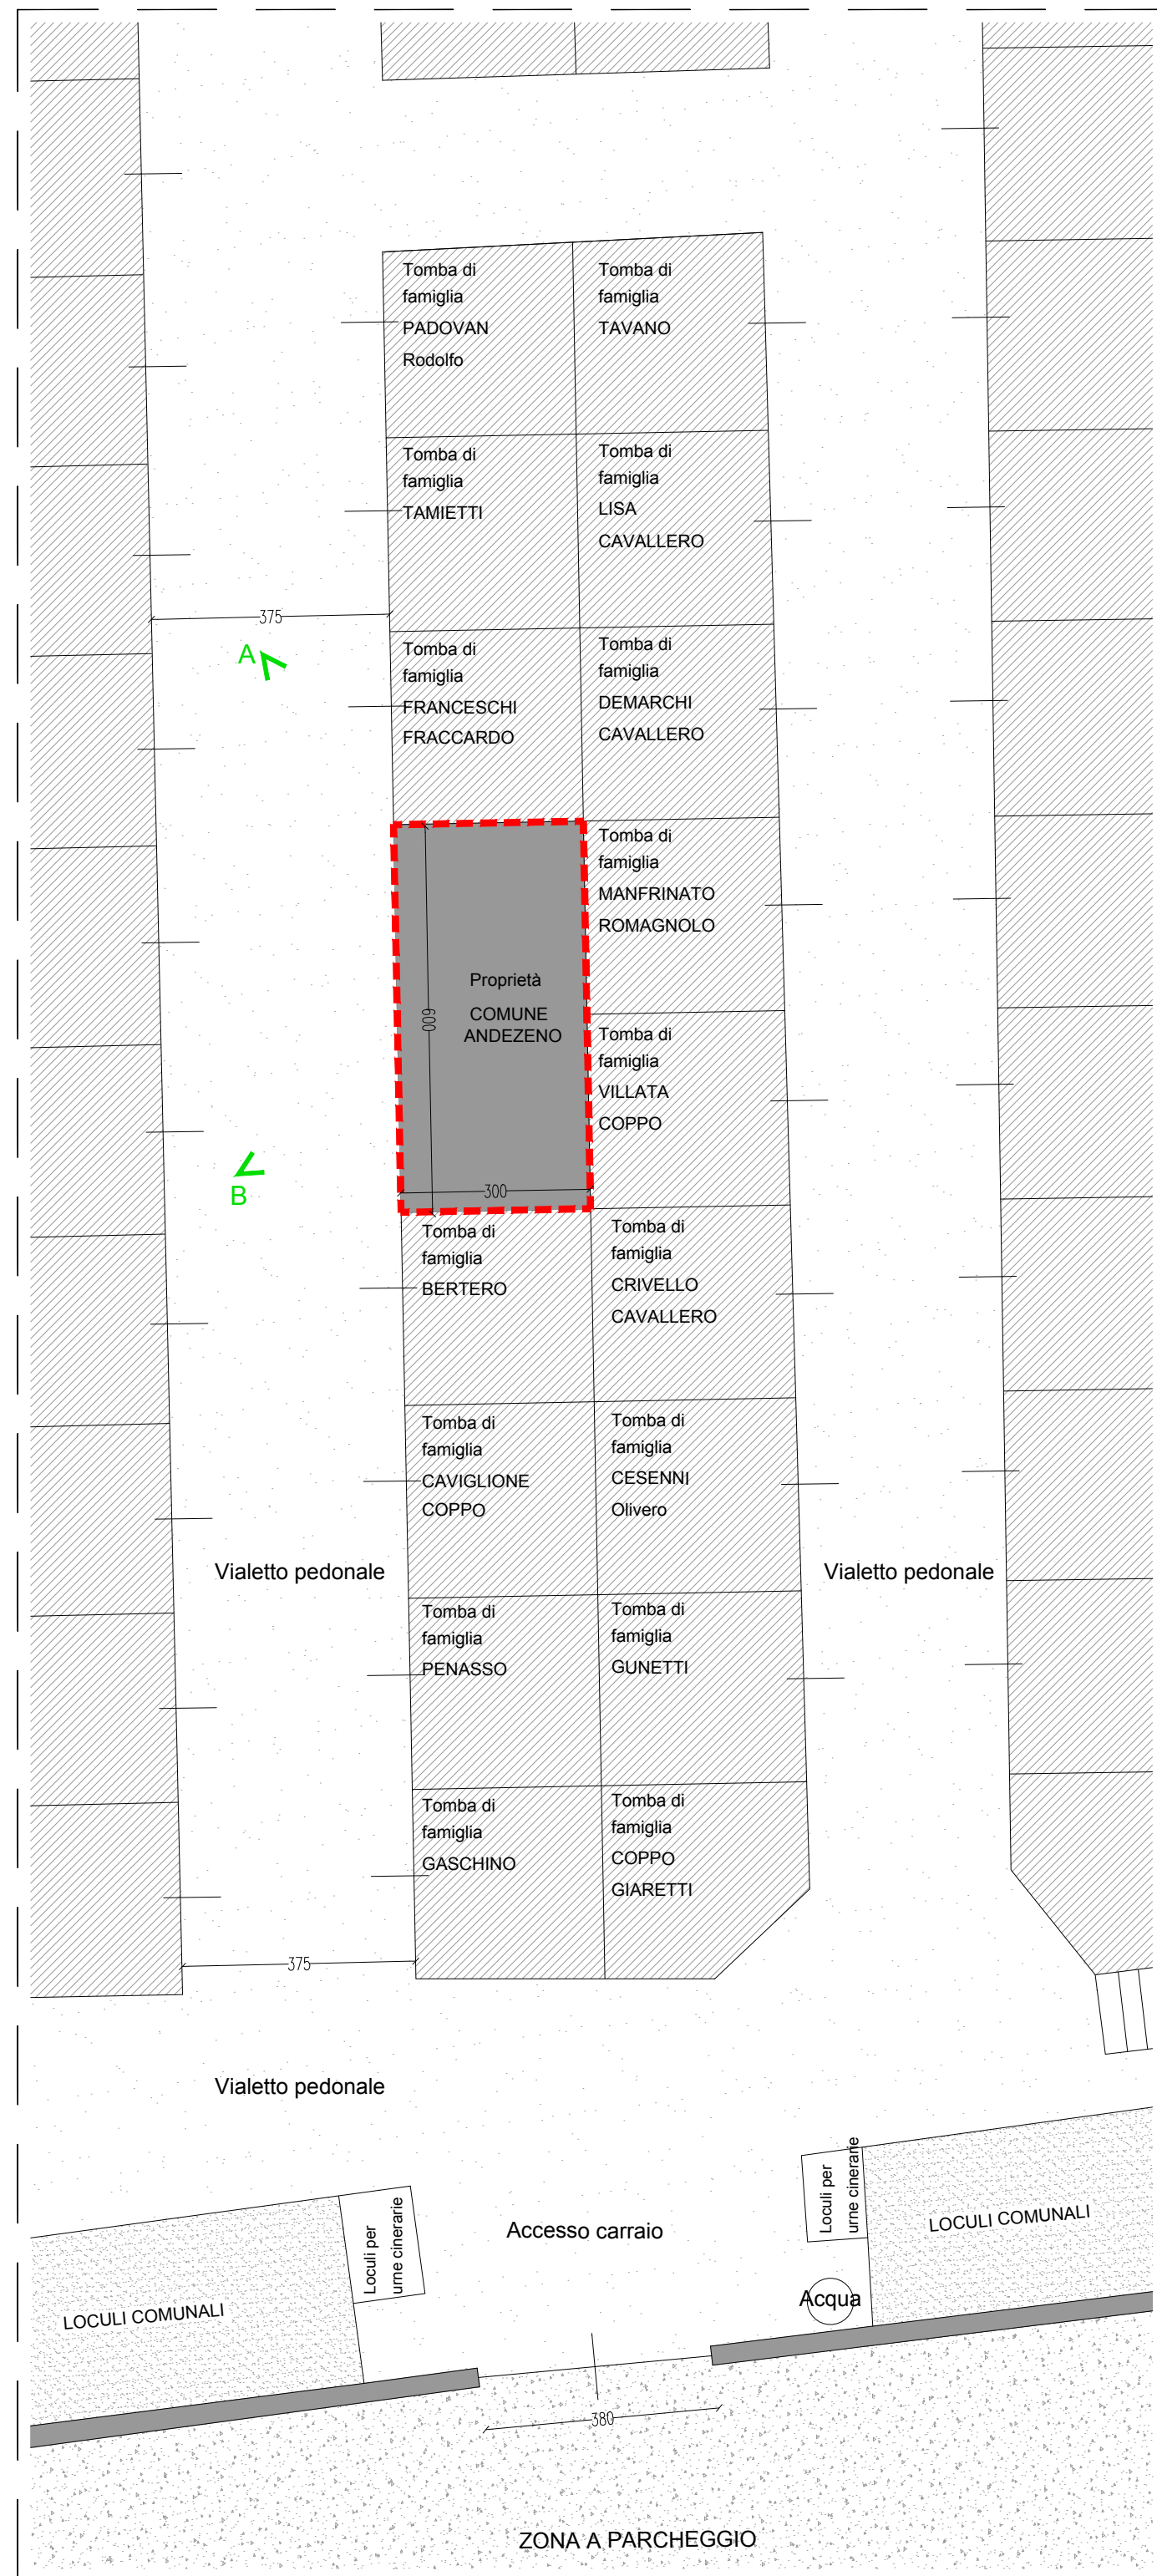 Tomba di
famiglia
PADOVAN
Rodolfo
Tomba di
famiglia
TAVANO
Tomba di
famiglia
TAMIETTI
Tomba di
famiglia
LISA
CAVALLERO
375
A
Tomba di
famiglia
FRANCESCHI
FRACCARDO
Tomba di
famiglia
DEMARCHI
CAVALLERO
Tomba di
famiglia
MANFRINATO
ROMAGNOLO
Proprietà
COMUNE
ANDEZENO
600
Tomba di
famiglia
VILLATA
COPPO
B
300
Tomba di
famiglia
BERTERO
Tomba di
famiglia
CRIVELLO
CAVALLERO
Tomba di
famiglia
CAVIGLIONE
COPPO
Tomba di
famiglia
CESENNI
Olivero
Vialetto pedonale
Vialetto pedonale
Tomba di
famiglia
PENASSO
Tomba di
famiglia
GUNETTI
Tomba di
famiglia
GASCHINO
Tomba di
famiglia
COPPO
GIARETTI
375
Vialetto pedonale
Loculi per
urne cinerarie
Loculi per
urne cinerarie
Accesso carraio
LOCULI COMUNALI
LOCULI COMUNALI
Acqua
380
ZONA A PARCHEGGIO